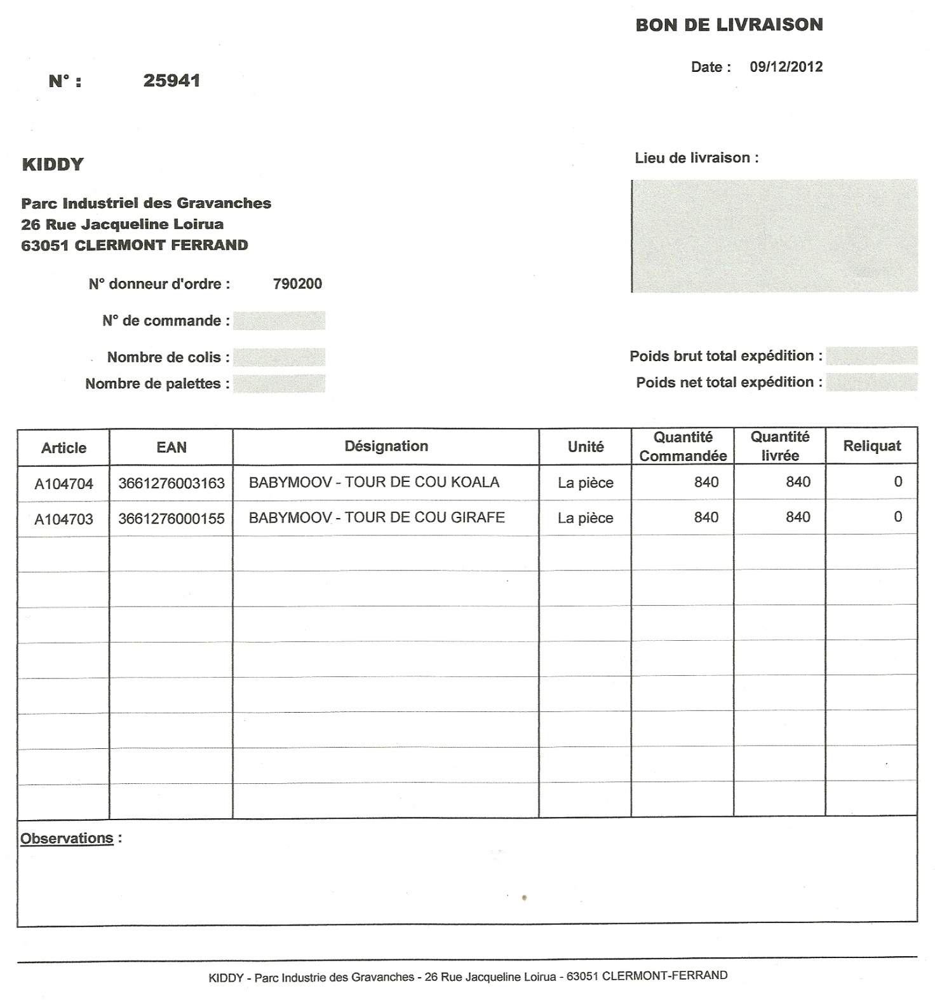 BON DE LIVRAISON
Date : 09/12/2012
N° : 25941
KIDDY
Lieu de livraison :
Parc Industriel des Gravanches
26 Rue Jacqueline Loirua
63051 CLERMONT FERRAND
N° donneur d'ordre : 790200
N° de commande :
Nombre de colis :
Poids brut total expédition :
Nombre de palettes :
Poids net total expédition :
Article EAN Désignation Unité Quantité Commandée Quantité livrée Reliquat
A104704 3661276003163 BABYMOOV - TOUR DE COU KOALA La pièce 840 840 0
A104703 3661276000155 BABYMOOV - TOUR DE COU GIRAFE La pièce 840 840 0
Observations :
KIDDY - Parc Industrie des Gravanches - 26 Rue Jacqueline Loirua - 63051 CLERMONT-FERRAND